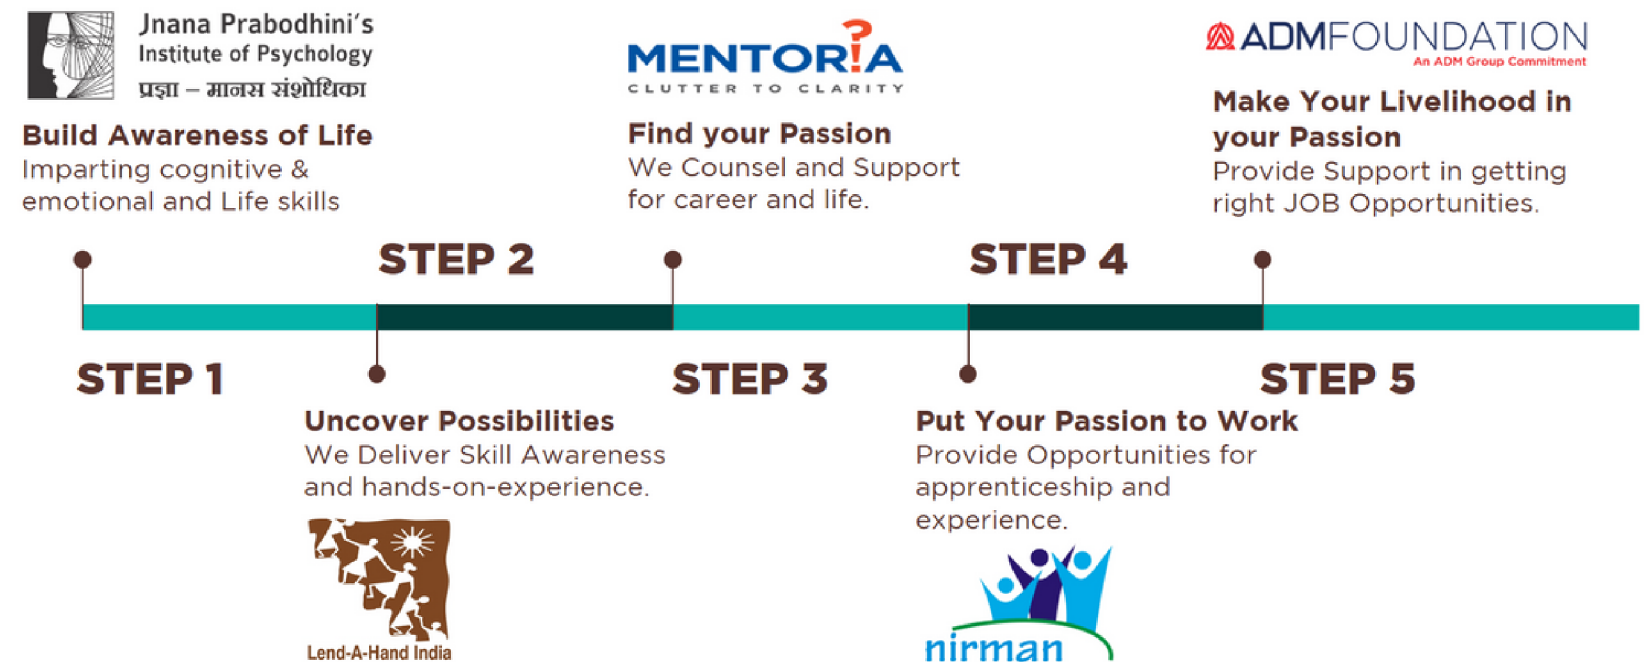 Jnana Prabodhini's
Institute of Psychology
प्रज्ञा – मानस संशोधिका
Build Awareness of Life
Imparting cognitive &
emotional and Life skills
MENTOR!A
CLUTTER TO CLARITY
Find your Passion
We Counsel and Support
for career and life.
ADMFOUNDATION
An ADM Group Commitment
Make Your Livelihood in
your Passion
Provide Support in getting
right JOB Opportunities.
STEP 2
STEP 4
STEP 1
STEP 3
STEP 5
Uncover Possibilities
We Deliver Skill Awareness
and hands-on-experience.
Lend-A-Hand India
Put Your Passion to Work
Provide Opportunities for
apprenticeship and
experience.
nirman